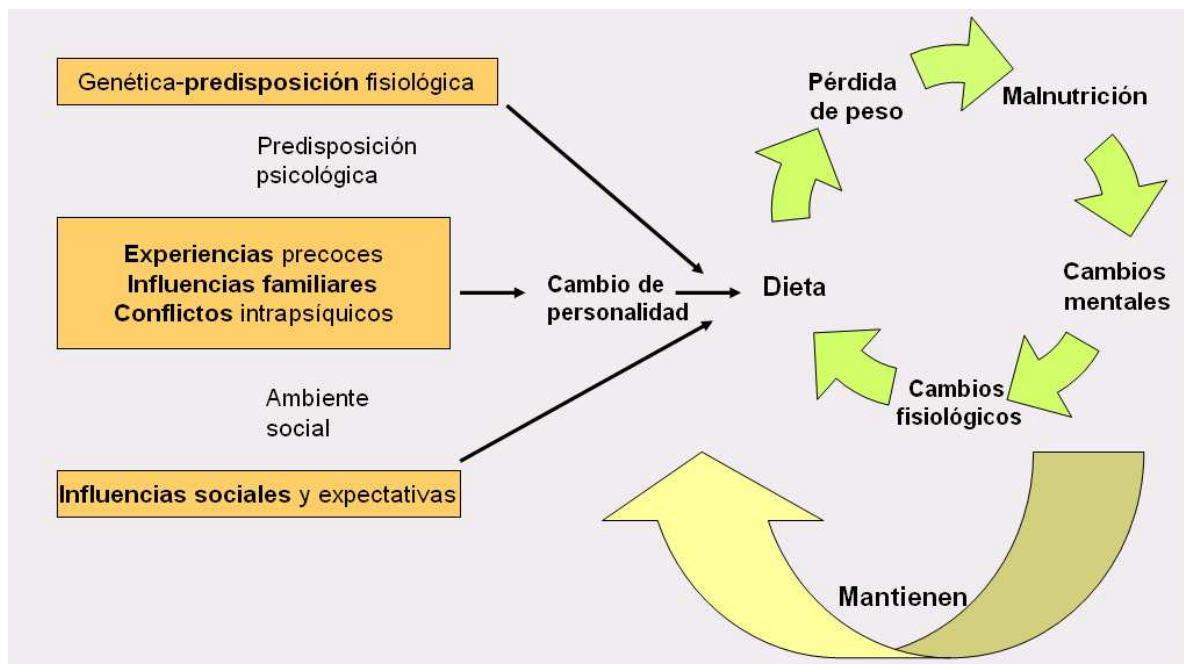 Genética-predisposición fisiológica
Predisposición
psicológica
Experiencias precoces
Influencias familiares
Conflictos intrapsíquicos
Ambiente
social
Influencias sociales y expectativas
Cambio de
personalidad
Dieta
Pérdida
de peso
Malnutrición
Cambios
mentales
Cambios
fisiológicos
Mantienen